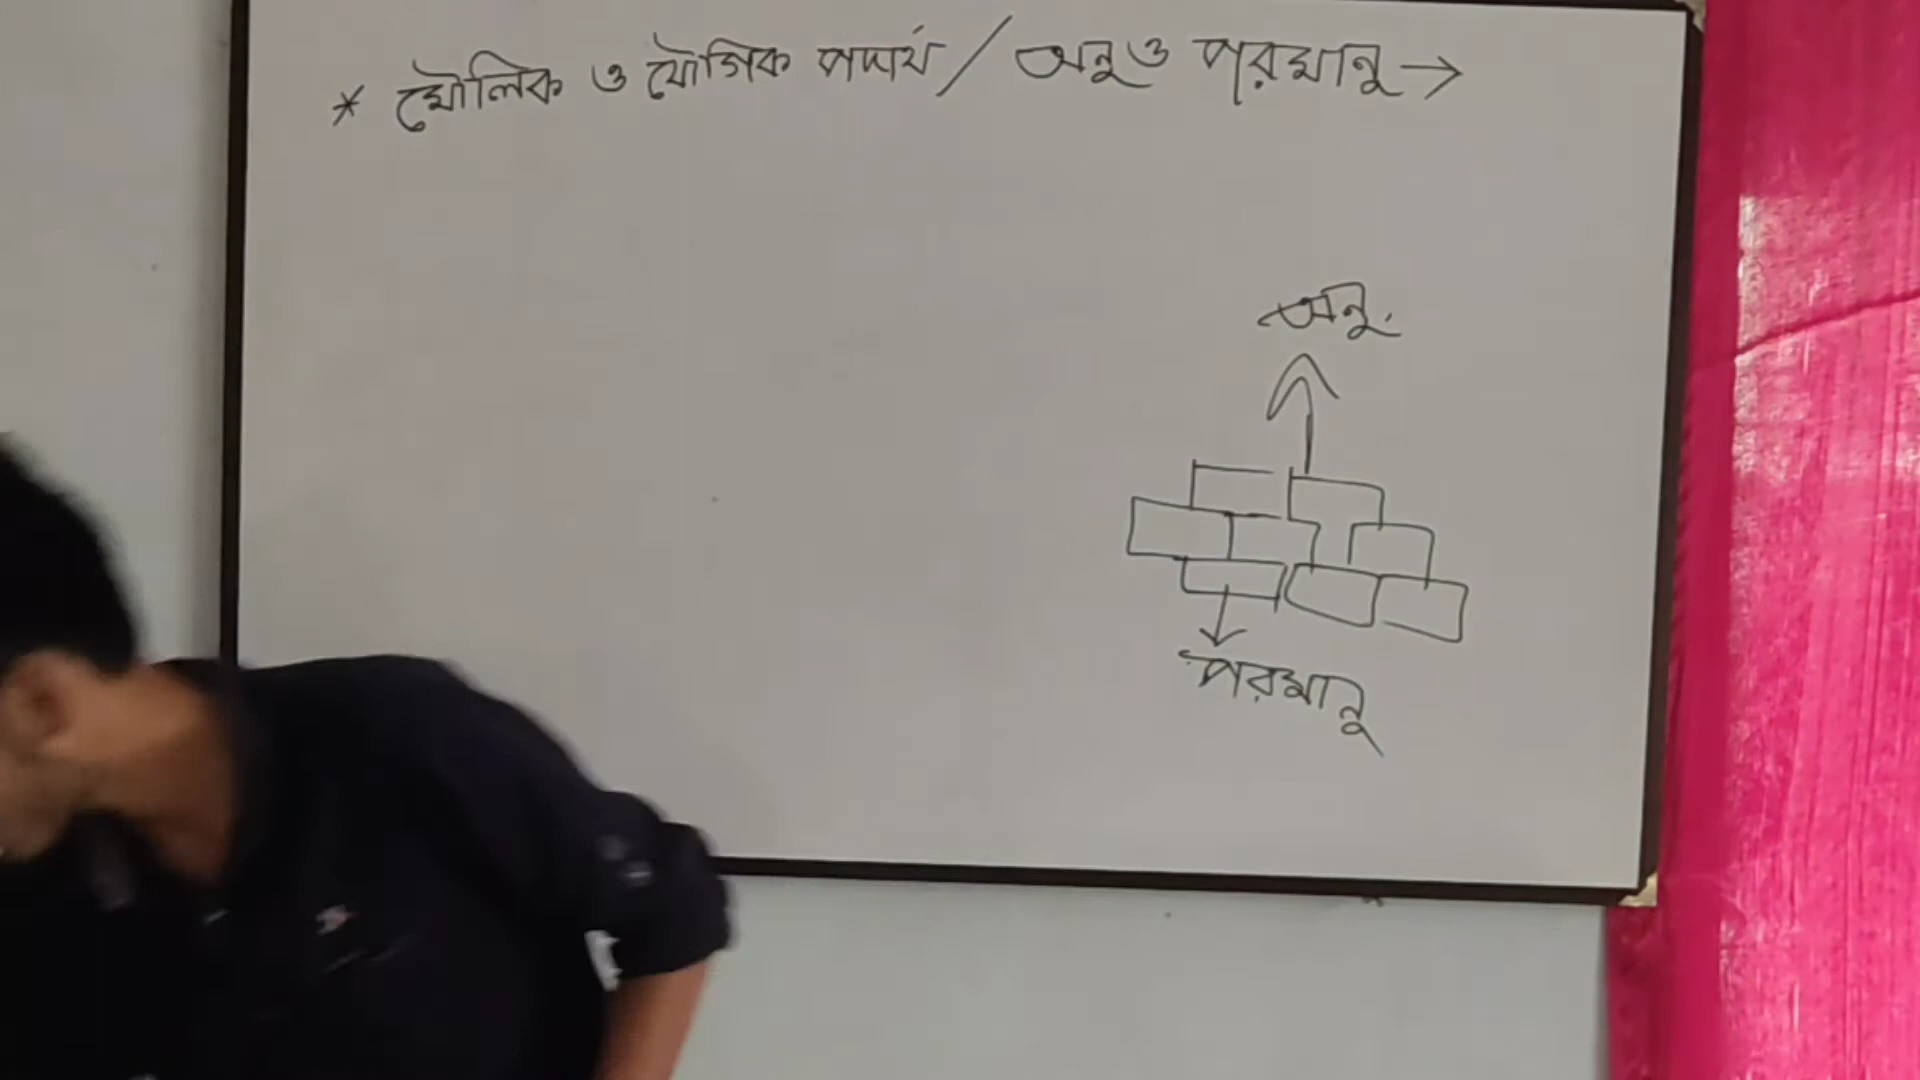 * মৌলিক ও যৌগিক পদার্থ / অনু ও পরমানু →
অনু
পরমানু